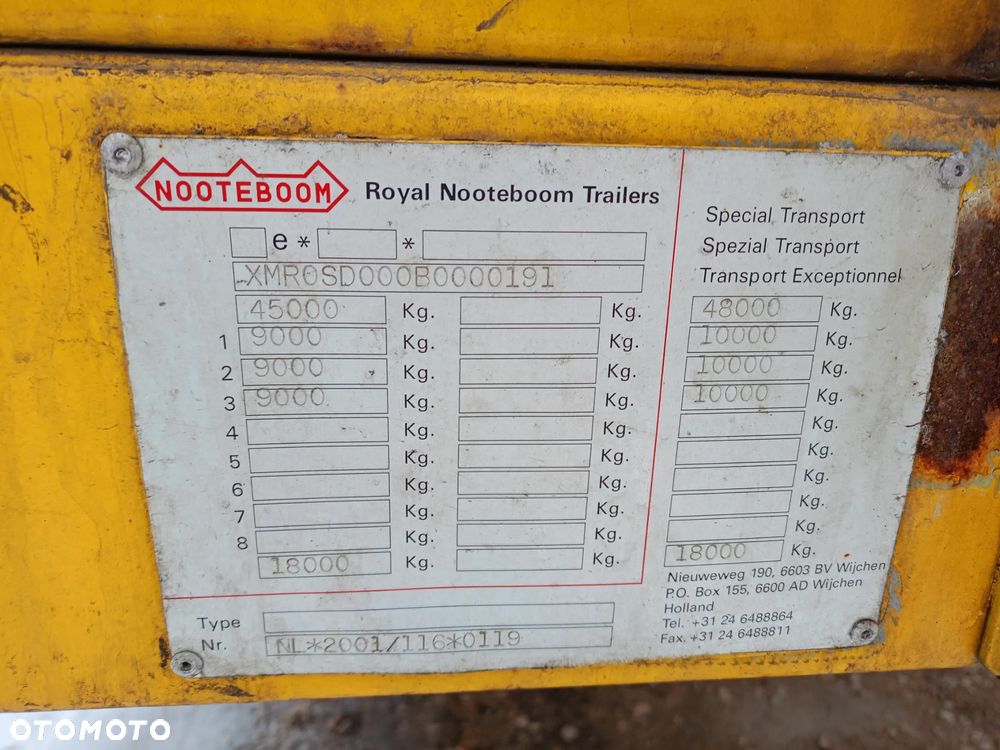 NOOTEBOOM Royal Nooteboom Trailers
Special Transport
Spezial Transport
Transport Exceptionnel
e * *
XMR0SD000B0000191
45000 Kg. Kg. 48000 Kg.
1 9000 Kg. Kg. 10000 Kg.
2 9000 Kg. Kg. 10000 Kg.
3 9000 Kg. Kg. 10000 Kg.
4 Kg. Kg. Kg.
5 Kg. Kg. Kg.
6 Kg. Kg. Kg.
7 Kg. Kg. Kg.
8 Kg. Kg. Kg.
18000 Kg. Kg. 18000 Kg.
Nieuweweg 190, 6603 BV Wijchen
P.O. Box 155, 6600 AD Wijchen
Holland
Tel. +31 24 6488864
Fax. +31 24 6488811
Type
Nr. NL*2001/116*0119
OTOMOTO